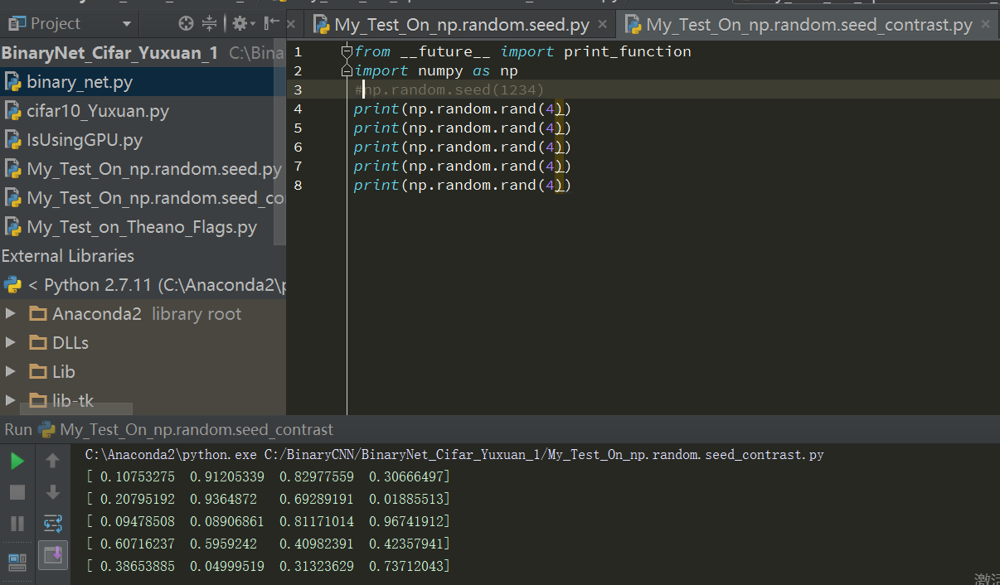 Project
My_Test_On_np.random.seed.py
My_Test_On_np.random.seed_contrast.py
BinaryNet_Cifar_Yuxuan_1 C:\Bina
binary_net.py
cifar10_Yuxuan.py
IsUsingGPU.py
My_Test_On_np.random.seed.py
My_Test_On_np.random.seed_co
My_Test_on_Theano_Flags.py
External Libraries
< Python 2.7.11 (C:\Anaconda2\p
Anaconda2 library root
DLLs
Lib
lib-tk
1 from __future__ import print_function
2 import numpy as np
3 #np.random.seed(1234)
4 print(np.random.rand(4))
5 print(np.random.rand(4))
6 print(np.random.rand(4))
7 print(np.random.rand(4))
8 print(np.random.rand(4))
Run My_Test_On_np.random.seed_contrast
C:\Anaconda2\python.exe C:/BinaryCNN/BinaryNet_Cifar_Yuxuan_1/My_Test_On_np.random.seed_contrast.py
[ 0.10753275 0.91205339 0.82977559 0.30666497]
[ 0.20795192 0.9364872 0.69289191 0.01885513]
[ 0.09478508 0.08906861 0.81171014 0.96741912]
[ 0.60716237 0.5959242 0.40982391 0.42357941]
[ 0.38653885 0.04999519 0.31323629 0.73712043]